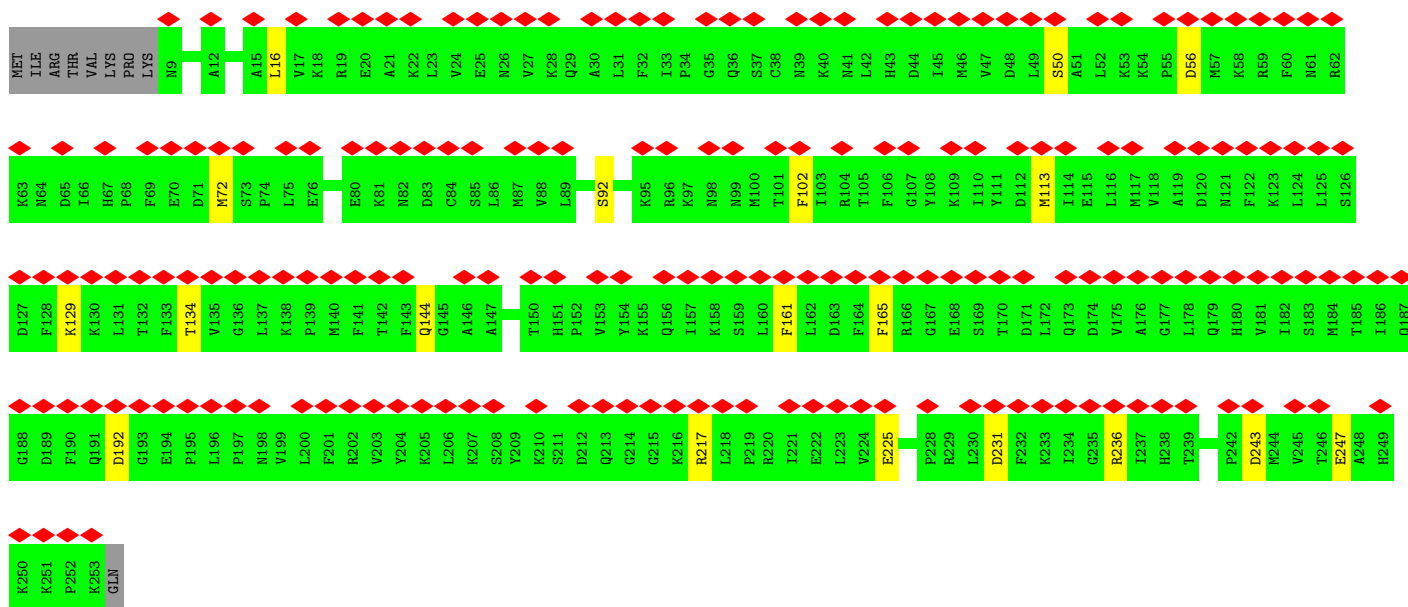 MET ILE ARG THR VAL LYS PRO LYS N9 A12 A15 L16 V17 K18 R19 E20 A21 K22 L23 V24 E25 N26 V27 K28 Q29 A30 L31 F32 I33 P34 G35 Q36 S37 C38 N39 K40 N41 L42 H43 D44 I45 M46 V47 D48 L49 S50 A51 L52 K53 K54 P55 D56 M57 K58 R59 F60 N61 R62
K63 N64 D65 I66 H67 P68 F69 E70 D71 M72 S73 P74 L75 E76 E80 K81 N82 D83 C84 S85 L86 M87 V88 L89 S92 K95 R96 K97 N98 N99 M100 T101 F102 I103 R104 T105 F106 G107 Y108 K109 I110 Y111 D112 M113 I114 E115 L116 M117 V118 A119 D120 N121 F122 K123 L124 L125 S126
D127 F128 K129 K130 L131 T132 F133 T134 V135 G136 L137 K138 P139 M140 F141 T142 F143 Q144 G145 A146 A147 T150 H151 P152 V153 Y154 K155 Q156 I157 K158 S159 L160 F161 L162 D163 F164 F165 R166 G167 E168 S169 T170 D171 L172 Q173 D174 V175 A176 G177 L178 Q179 H180 V181 I182 S183 M184 T185 I186 Q187
G188 D189 F190 Q191 D192 G193 E194 P195 L196 P197 N198 V199 L200 F201 R202 V203 Y204 K205 L206 K207 S208 Y209 K210 S211 D212 Q213 G214 G215 K216 R217 L218 P219 R220 I221 E222 L223 V224 E225 P228 R229 L230 D231 F232 K233 I234 G235 R236 I237 H238 T239 P242 D243 M244 V245 T246 E247 A248 H249
K250 K251 P252 K253 GLN